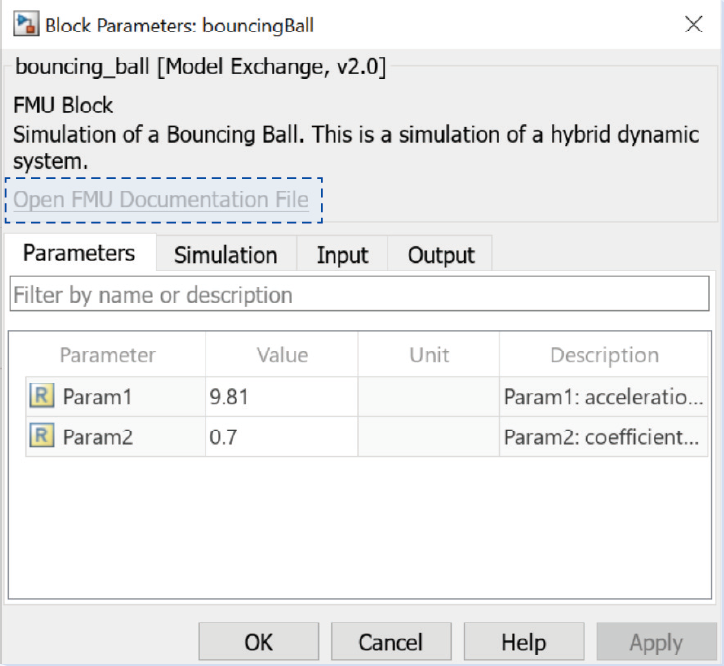 Block Parameters: bouncingBall
bouncing_ball [Model Exchange, v2.0]
FMU Block
Simulation of a Bouncing Ball. This is a simulation of a hybrid dynamic
system.
Open FMU Documentation File
Parameters Simulation Input Output
Filter by name or description
Parameter Value Unit Description
R Param1 9.81 Param1: acceleratio...
R Param2 0.7 Param2: coefficient...
OK Cancel Help Apply